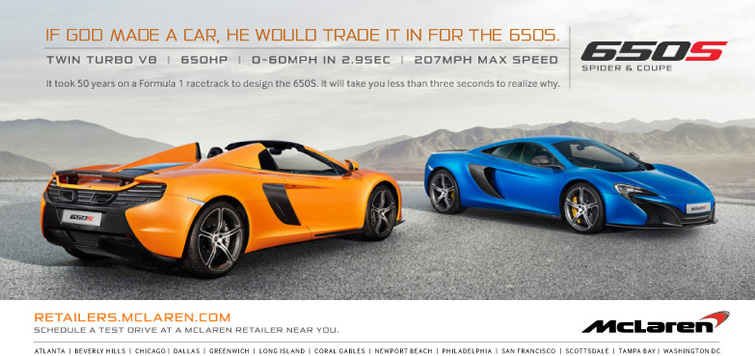 IF GOD MADE A CAR, HE WOULD TRADE IT IN FOR THE 650S.
TWIN TURBO V8 | 650HP | 0-60MPH IN 2.9SEC | 207MPH MAX SPEED
It took 50 years on a Formula 1 racetrack to design the 650S. It will take you less than three seconds to realize why.
650S
SPIDER & COUPE
650S
650S
RETAILERS.MCLAREN.COM
SCHEDULE A TEST DRIVE AT A MCLAREN RETAILER NEAR YOU.
McLaren
ATLANTA | BEVERLY HILLS | CHICAGO | DALLAS | GREENWICH | LONG ISLAND | CORAL GABLES | NEWPORT BEACH | PHILADELPHIA | SAN FRANCISCO | SCOTTSDALE | TAMPA BAY | WASHINGTON DC